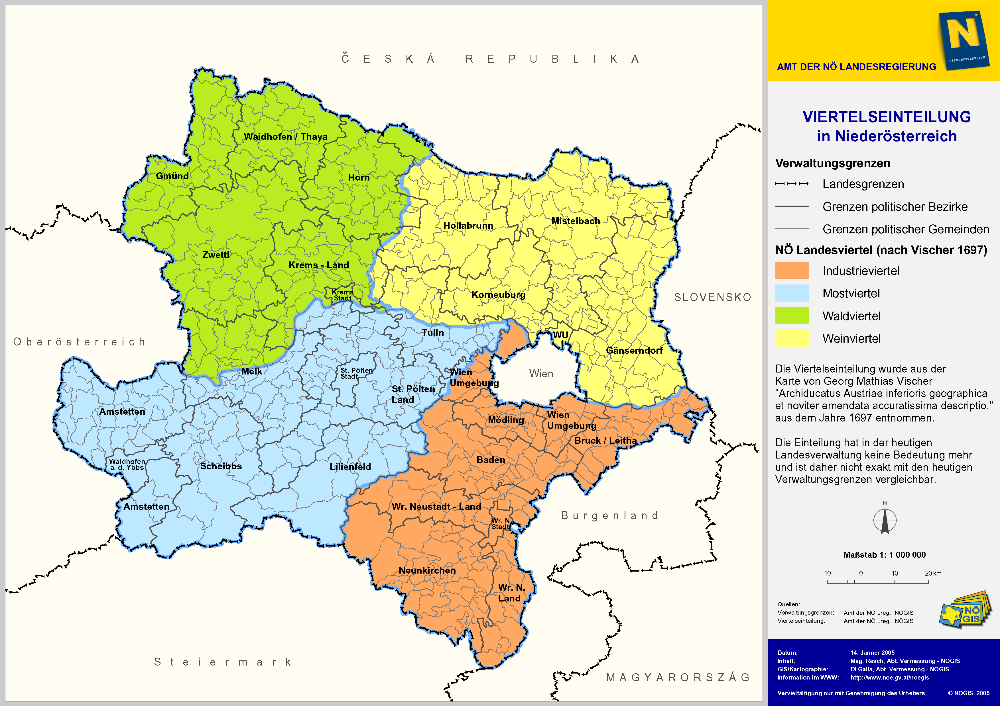 ČESKÁ REPUBLIKA
Waidhofen / Thaya
Gmünd
Horn
Hollabrunn
Mistelbach
Zwettl
Krems - Land
Krems
Stadt
Korneuburg
SLOVENSKO
Oberösterreich
Tulln
WU
Gänserndorf
Melk
St. Pölten
Stadt
Wien
Umgebung
Wien
St. Pölten
Land
Amstetten
Mödling
Wien
Umgebung
Bruck / Leitha
Waidhofen
a. d. Ybbs
Scheibbs
Lilienfeld
Baden
Amstetten
Wr. Neustadt - Land
Wr. N.
Stadt
Burgenland
Neunkirchen
Wr. N.
Land
Steiermark
MAGYARORSZÁG
N
NIEDERÖSTERREICH
AMT DER NÖ LANDESREGIERUNG
VIERTELSEINTEILUNG
in Niederösterreich
Verwaltungsgrenzen
Landesgrenzen
Grenzen politischer Bezirke
Grenzen politischer Gemeinden
NÖ Landesviertel (nach Vischer 1697)
Industrieviertel
Mostviertel
Waldviertel
Weinviertel
Die Viertelseinteilung wurde aus der
Karte von Georg Mathias Vischer
"Archiducatus Austriae inferioris geographica
et noviter emendata accuratissima descriptio."
aus dem Jahre 1697 entnommen.
Die Einteilung hat in der heutigen
Landesverwaltung keine Bedeutung mehr
und ist daher nicht exakt mit den heutigen
Verwaltungsgrenzen vergleichbar.
N
Maßstab 1: 1 000 000
10 0 10 20 km
Quellen:
Verwaltungsgrenzen: Amt der NÖ Lreg., NÖGIS
Viertelseinteilung: Amt der NÖ Lreg., NÖGIS
NÖ
GIS
Datum: 14. Jänner 2005
Inhalt: Mag. Resch, Abt. Vermessung - NÖGIS
GIS/Kartographie: DI Galla, Abt. Vermessung - NÖGIS
Information im WWW: http://www.noe.gv.at/noegis
Vervielfältigung nur mit Genehmigung des Urhebers © NÖGIS, 2005